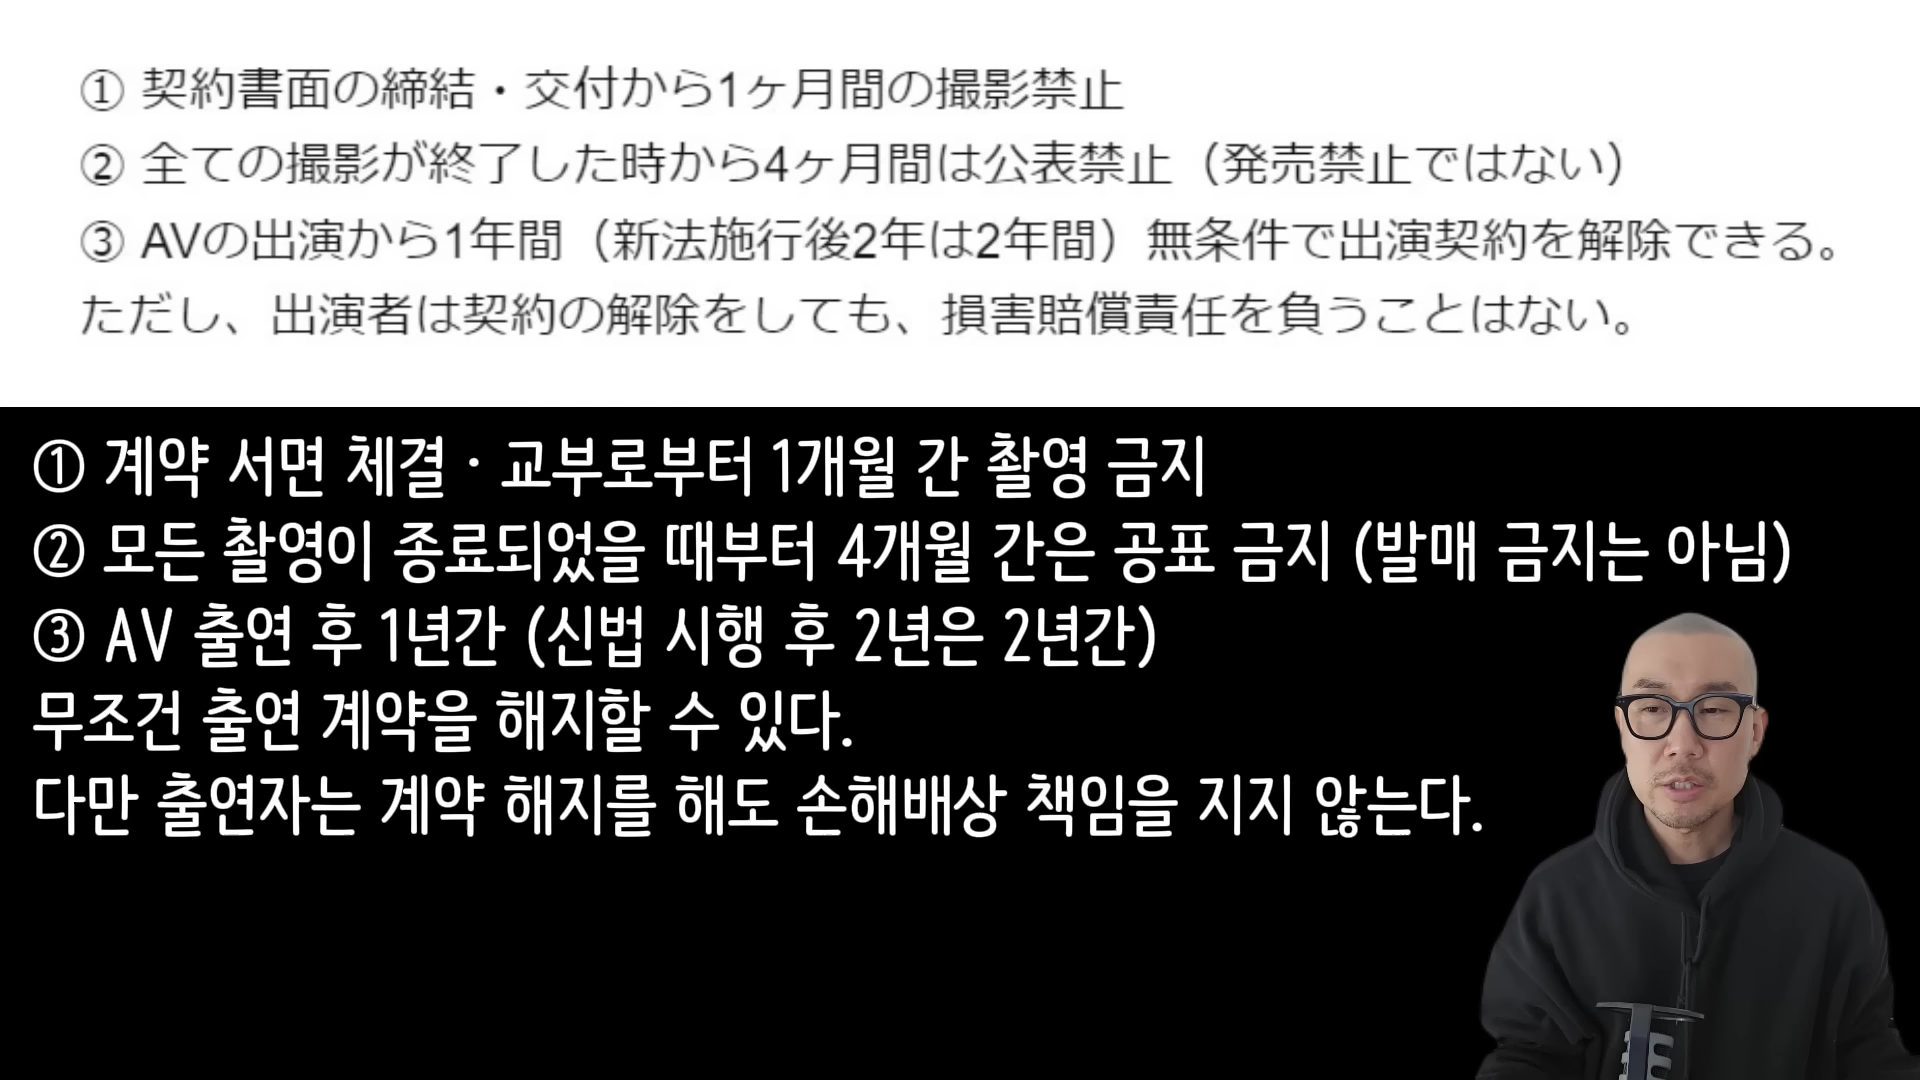 ① 契約書面の締結・交付から1ヶ月間の撮影禁止
② 全ての撮影が終了した時から4ヶ月間は公表禁止（発売禁止ではない）
③ AVの出演から1年間（新法施行後2年は2年間）無条件で出演契約を解除できる。
ただし、出演者は契約の解除をしても、損害賠償責任を負うことはない。
① 계약 서면 체결 · 교부로부터 1개월 간 촬영 금지
② 모든 촬영이 종료되었을 때부터 4개월 간은 공표 금지 (발매 금지는 아님)
③ AV 출연 후 1년간 (신법 시행 후 2년은 2년간)
무조건 출연 계약을 해지할 수 있다.
다만 출연자는 계약 해지를 해도 손해배상 책임을 지지 않는다.